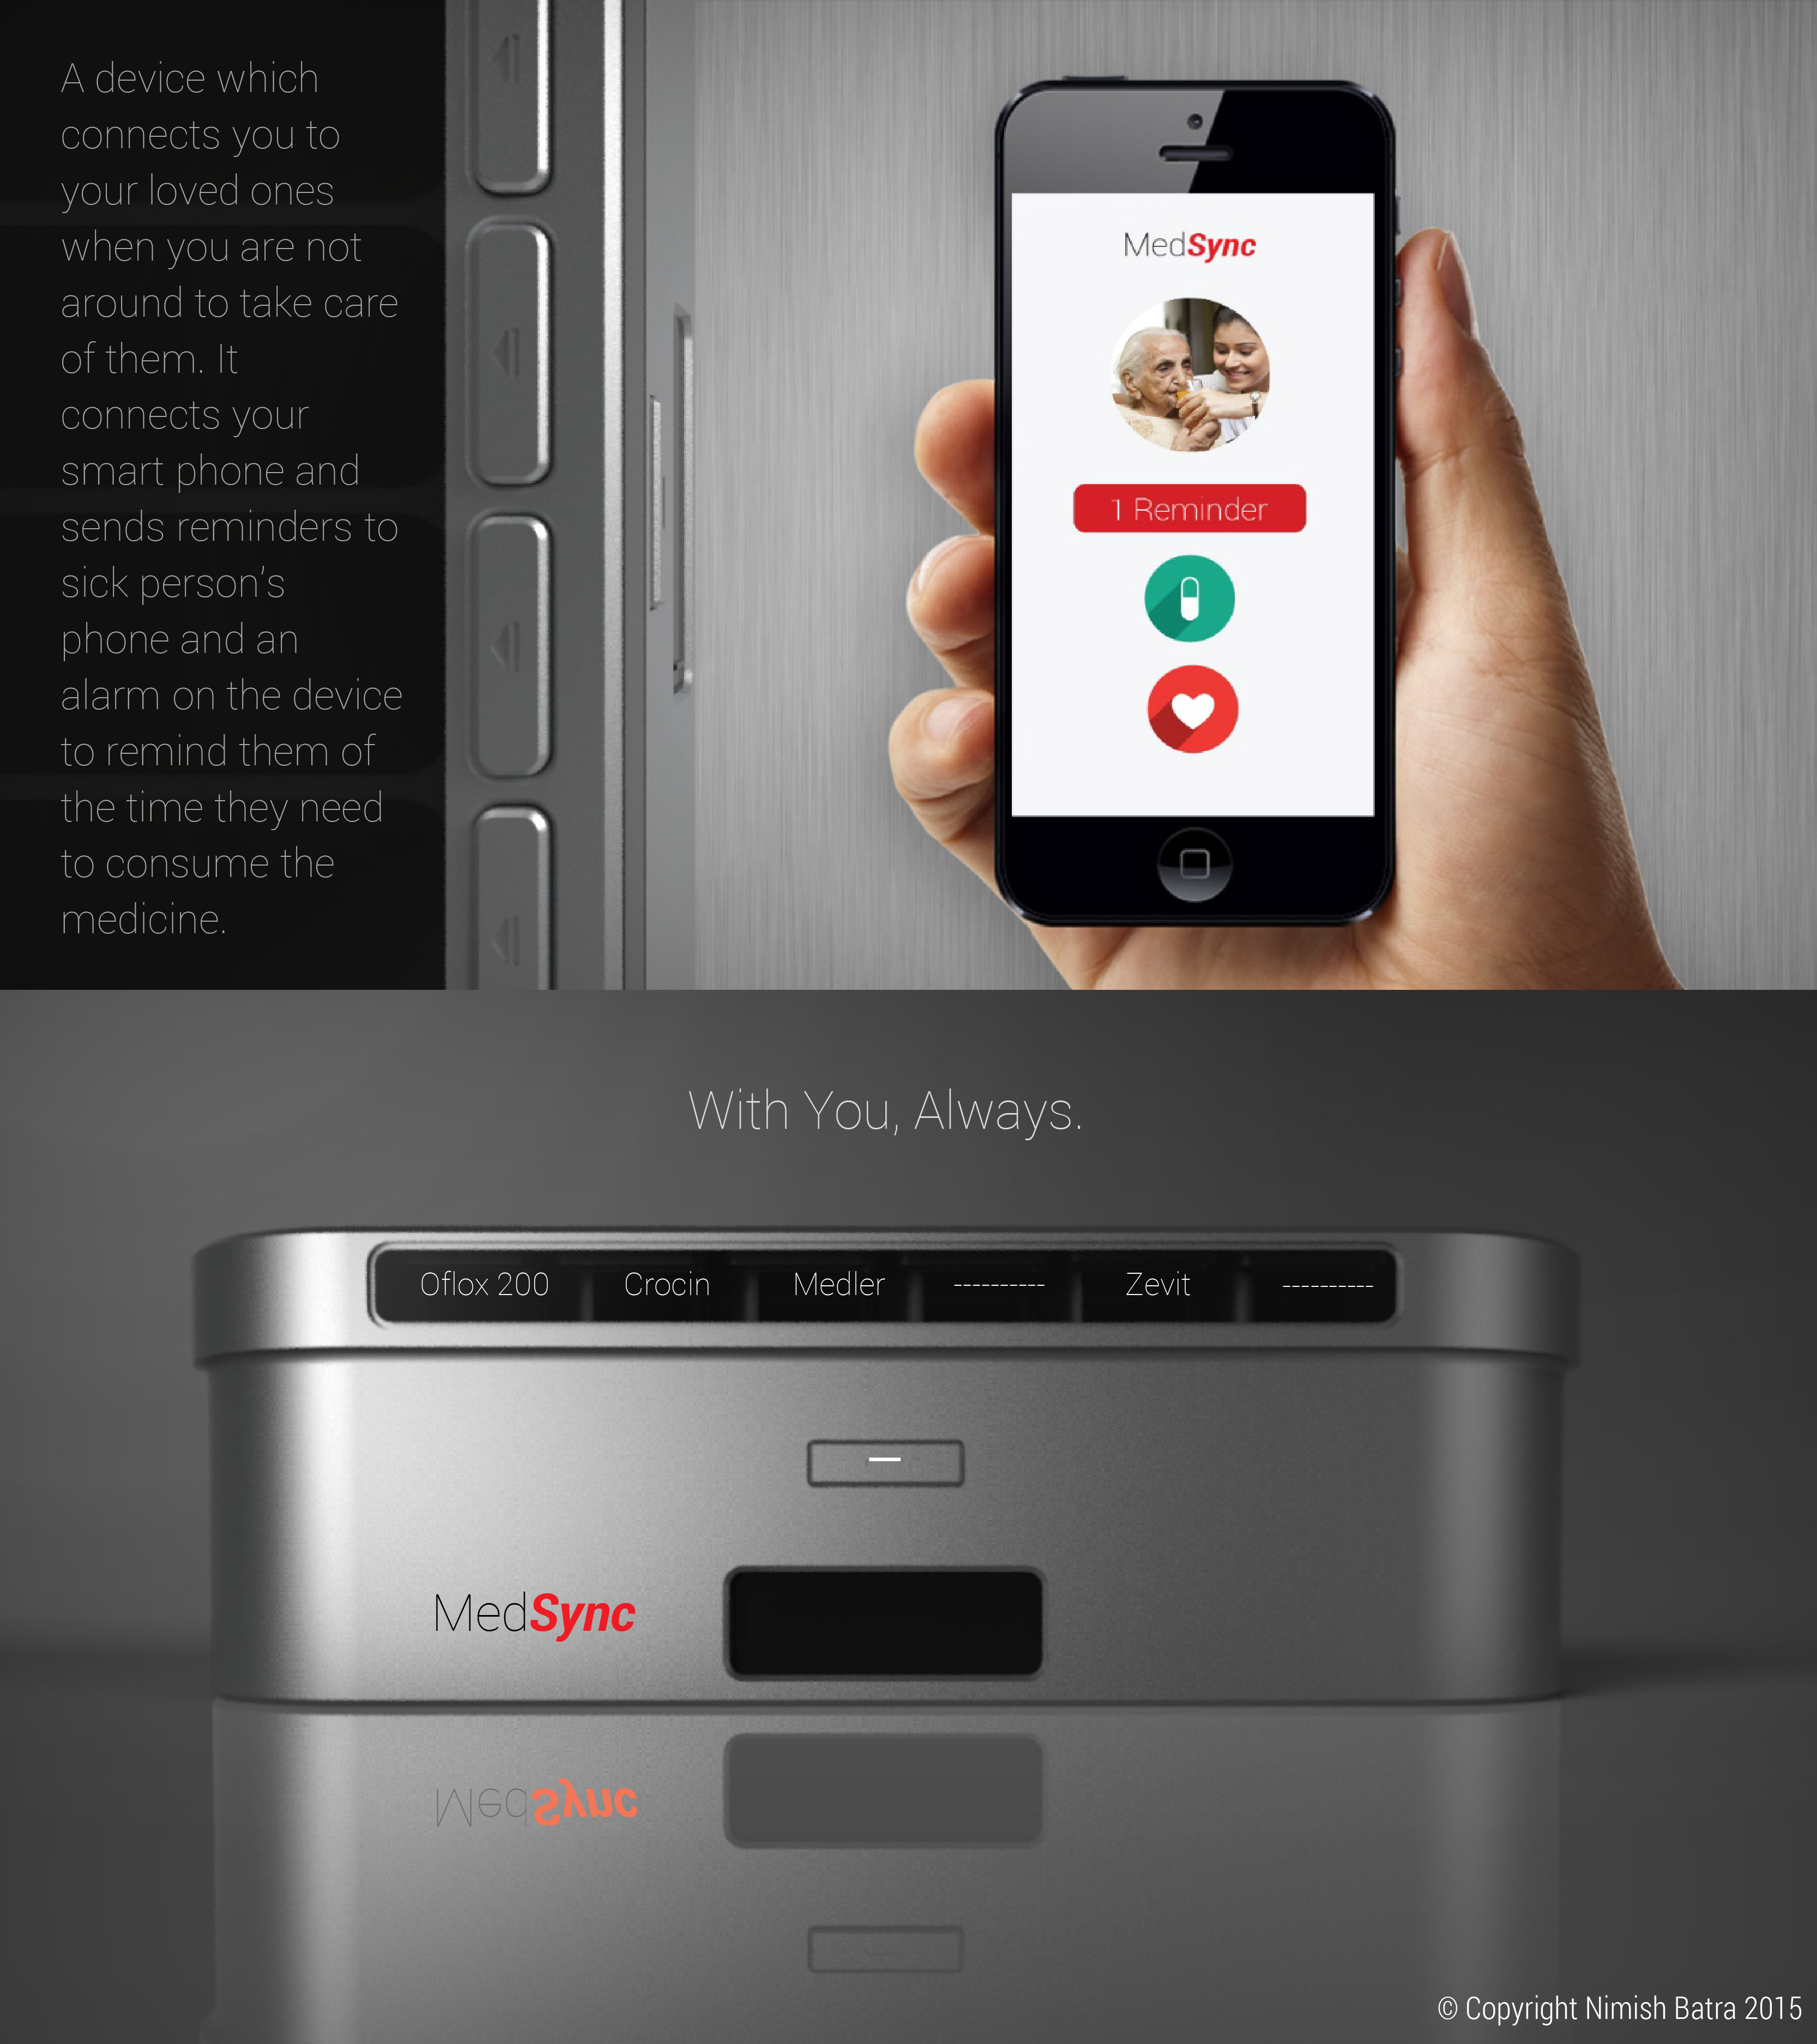 A device which
connects you to
your loved ones
when you are not
around to take care
of them. It
connects your
smart phone and
sends reminders to
sick person's
phone and an
alarm on the device
to remind them of
the time they need
to consume the
medicine.
MedSync
1 Reminder
With You, Always.
Oflox 200 Crocin Medler ---------- Zevit ----------
MedSync
MedSync
© Copyright Nimish Batra 2015